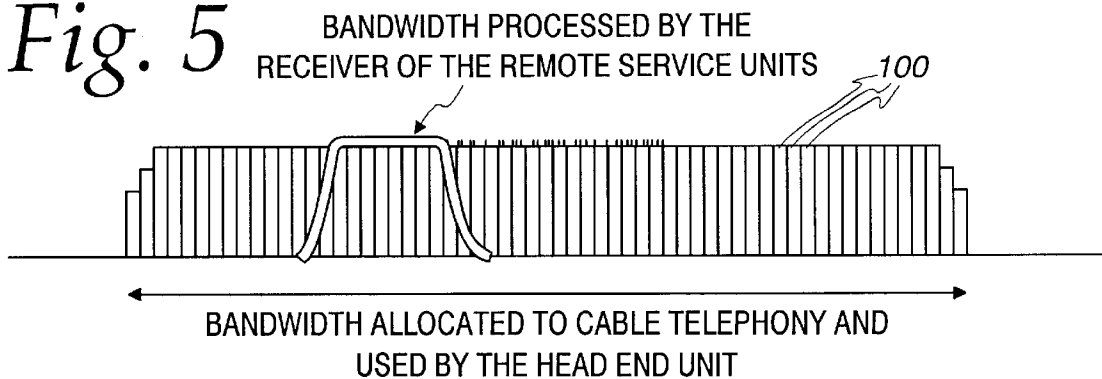 Fig. 5
BANDWIDTH PROCESSED BY THE
RECEIVER OF THE REMOTE SERVICE UNITS
100
BANDWIDTH ALLOCATED TO CABLE TELEPHONY AND
USED BY THE HEAD END UNIT